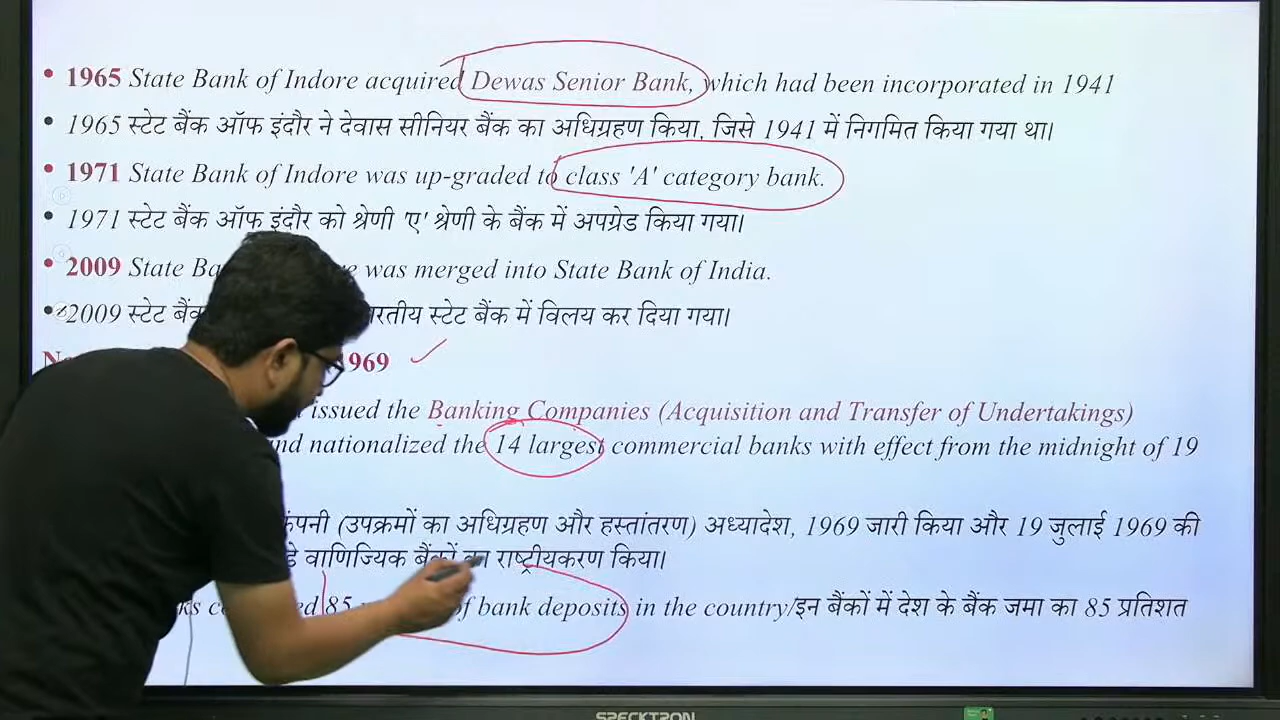 • 1965 State Bank of Indore acquired Dewas Senior Bank, which had been incorporated in 1941
• 1965 स्टेट बैंक ऑफ इंदौर ने देवास सीनियर बैंक का अधिग्रहण किया, जिसे 1941 में निगमित किया गया था।
• 1971 State Bank of Indore was up-graded to class 'A' category bank.
• 1971 स्टेट बैंक ऑफ इंदौर को श्रेणी 'ए' श्रेणी के बैंक में अपग्रेड किया गया।
• 2009 State was merged into State Bank of India.
• 2009 स्टेट स्टेट बैंक में विलय कर दिया गया।
1969
issued the Banking Companies (Acquisition and Transfer of Undertakings)
nationalized the 14 largest commercial banks with effect from the midnight of 19
(उपक्रमों का अधिग्रहण और हस्तांतरण) अध्यादेश, 1969 जारी किया और 19 जुलाई 1969 की
वाणिज्यिक बैंकों का राष्ट्रीयकरण किया।
85 bank deposits in the country/इन बैंकों में देश के बैंक जमा का 85 प्रतिशत
SPECKTRON